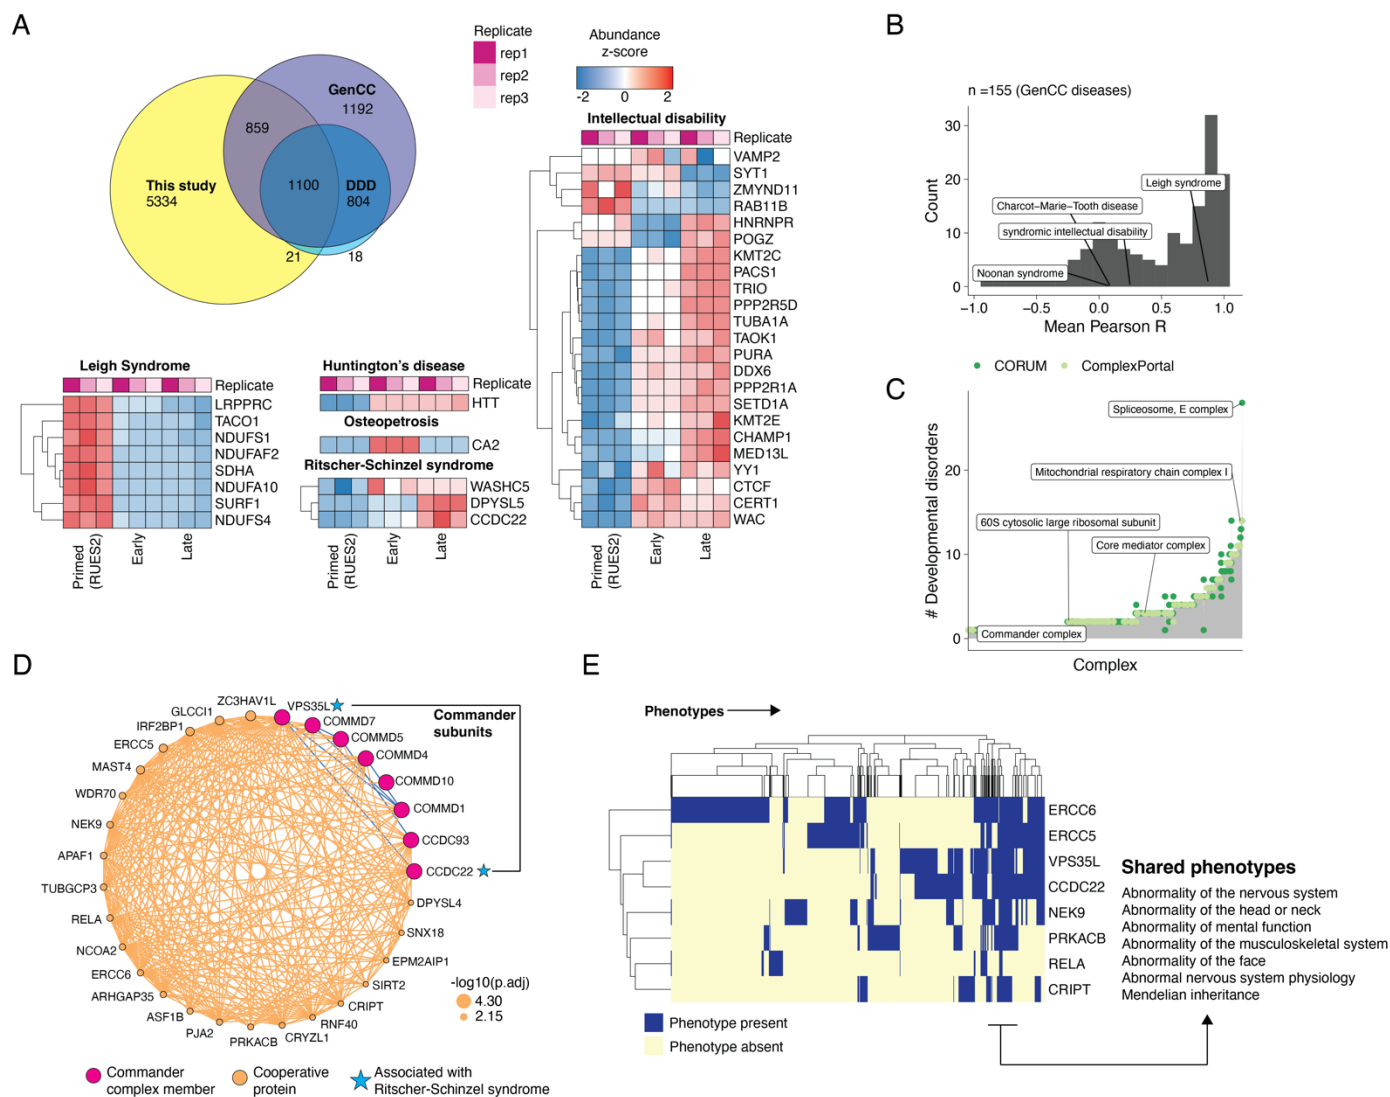 A
Replicate
rep1
rep2
rep3
Abundance
z-score
-2
0
2
GenCC
1192
859
This study
5334
1100
DDD
804
21
18
Intellectual disability
Replicate
VAMP2
SYT1
ZMYND11
RAB11B
HNRNPR
POGZ
KMT2C
PACS1
TRIO
PPP2R5D
TUBA1A
TAOK1
PURA
DDX6
PPP2R1A
SETD1A
KMT2E
CHAMP1
MED13L
YY1
CTCF
CERT1
WAC
Primed
(RUES2)
Early
Late
Leigh Syndrome
Replicate
LRPPRC
TACO1
NDUFS1
NDUFAF2
SDHA
NDUFA10
SURF1
NDUFS4
Primed
(RUES2)
Early
Late
Huntington's disease
Replicate
HTT
Osteopetrosis
CA2
Ritscher-Schinzel syndrome
WASHC5
DPYSL5
CCDC22
Primed
(RUES2)
Early
Late
B
n =155 (GenCC diseases)
Count
30
20
10
0
Leigh syndrome
Charcot−Marie−Tooth disease
syndromic intellectual disability
Noonan syndrome
−1.0
−0.5
0.0
0.5
1.0
Mean Pearson R
CORUM
ComplexPortal
C
# Developmental disorders
20
10
0
Spliceosome, E complex
Mitochondrial respiratory chain complex I
60S cytosolic large ribosomal subunit
Core mediator complex
Commander complex
Complex
D
ZC3HAV1L
VPS35L
COMMD7
COMMD5
COMMD4
COMMD10
COMMD1
CCDC93
CCDC22
DPYSL4
SNX18
EPM2AIP1
SIRT2
CRIPT
RNF40
CRYZL1
PRKACB
PJA2
ASF1B
ARHGAP35
ERCC6
NCOA2
RELA
TUBGCP3
APAF1
NEK9
WDR70
MAST4
ERCC5
IRF2BP1
GLCCI1
Commander
subunits
-log10(p.adj)
4.30
2.15
Commander
complex member
Cooperative
protein
Associated with
Ritscher-Schinzel syndrome
E
Phenotypes
ERCC6
ERCC5
VPS35L
CCDC22
NEK9
PRKACB
RELA
CRIPT
Phenotype present
Phenotype absent
Shared phenotypes
Abnormality of the nervous system
Abnormality of the head or neck
Abnormality of mental function
Abnormality of the musculoskeletal system
Abnormality of the face
Abnormal nervous system physiology
Mendelian inheritance